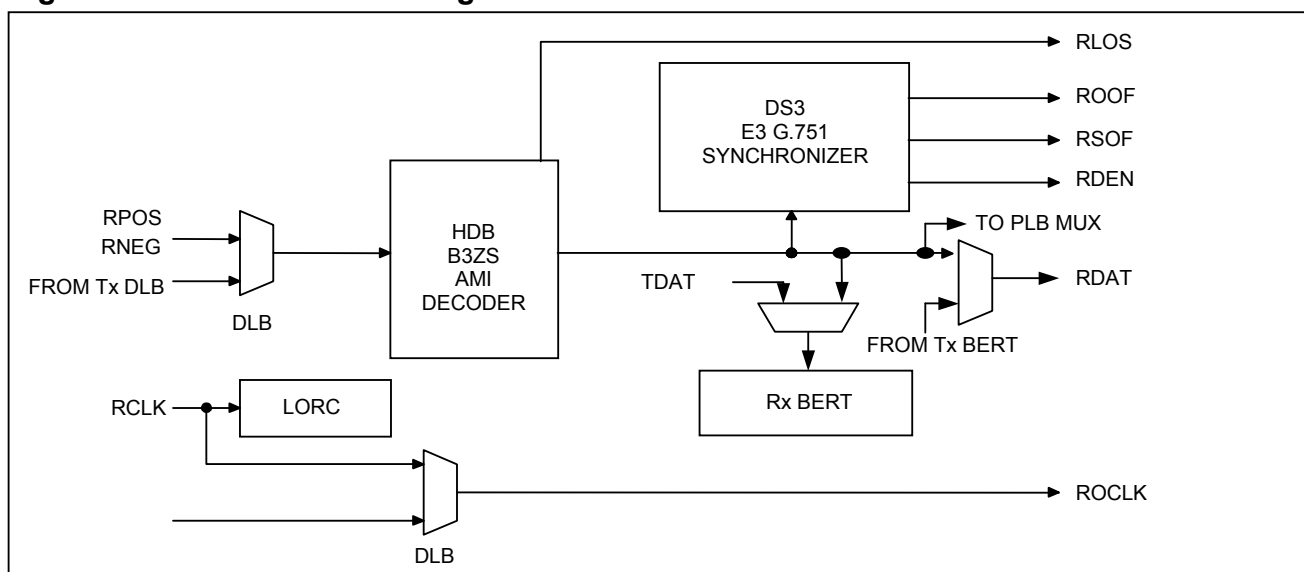 RLOS
DS3
E3 G.751
SYNCHRONIZER
ROOF
RSOF
RDEN
RPOS
RNEG
FROM Tx DLB
DLB
HDB
B3ZS
AMI
DECODER
TO PLB MUX
TDAT
RDAT
FROM Tx BERT
Rx BERT
RCLK
LORC
ROCLK
DLB